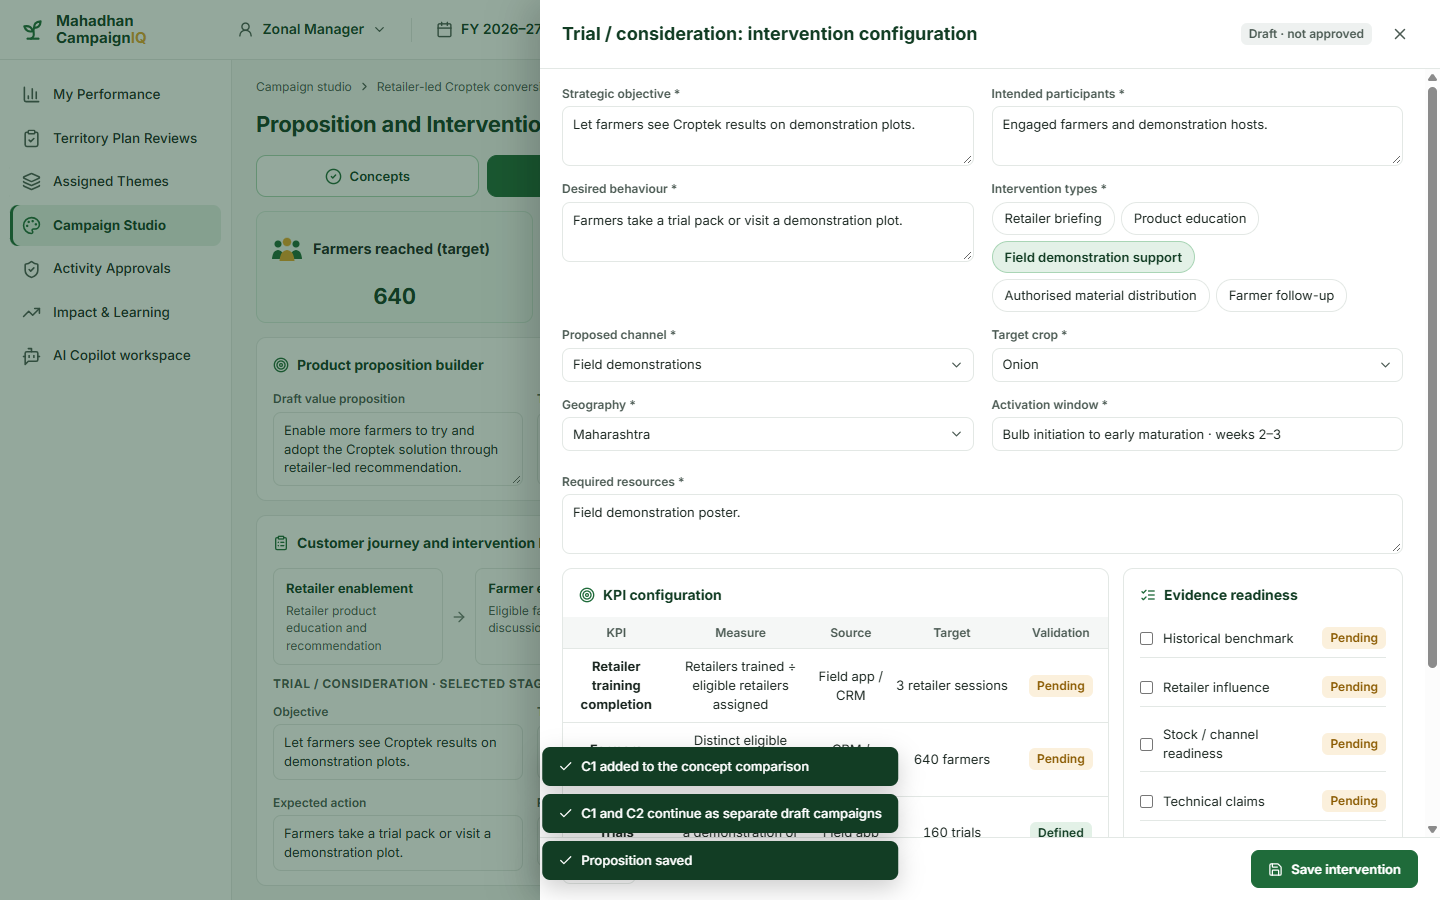 Mahadhan
CampaignIQ
Zonal Manager
FY 2026–27
My Performance
Territory Plan Reviews
Assigned Themes
Campaign Studio
Activity Approvals
Impact & Learning
AI Copilot workspace
Campaign studio
Retailer-led Croptek
Proposition and
Concepts
Farmers reached (target)
640
Product proposition builder
Draft value proposition
Enable more farmers to try and
adopt the Croptek solution through
retailer-led recommendation.
Customer journey and intervention
Retailer enablement
Retailer product
education and
recommendation
Farmer
Eligible
TRIAL / CONSIDERATION · SELECTED
Objective
Let farmers see Croptek results on
demonstration plots.
Expected action
Farmers take a trial pack or visit a
demonstration plot.
Trial / consideration: intervention configuration
Draft · not approved
Strategic objective *
Let farmers see Croptek results on demonstration plots.
Intended participants *
Engaged farmers and demonstration hosts.
Desired behaviour *
Farmers take a trial pack or visit a demonstration plot.
Intervention types *
Retailer briefing
Product education
Field demonstration support
Authorised material distribution
Farmer follow-up
Proposed channel *
Field demonstrations
Target crop *
Onion
Geography *
Maharashtra
Activation window *
Bulb initiation to early maturation · weeks 2–3
Required resources *
Field demonstration poster.
KPI configuration
KPI Measure Source Target Validation
Retailer
training
completion
Retailers trained ÷
eligible retailers
assigned
Field app /
CRM
3 retailer sessions
Pending
Distinct eligible
640 farmers
Pending
160 trials
Defined
Evidence readiness
Historical benchmark
Pending
Retailer influence
Pending
Stock / channel
readiness
Pending
Technical claims
Pending
C1 added to the concept comparison
C1 and C2 continue as separate draft campaigns
Proposition saved
Save intervention